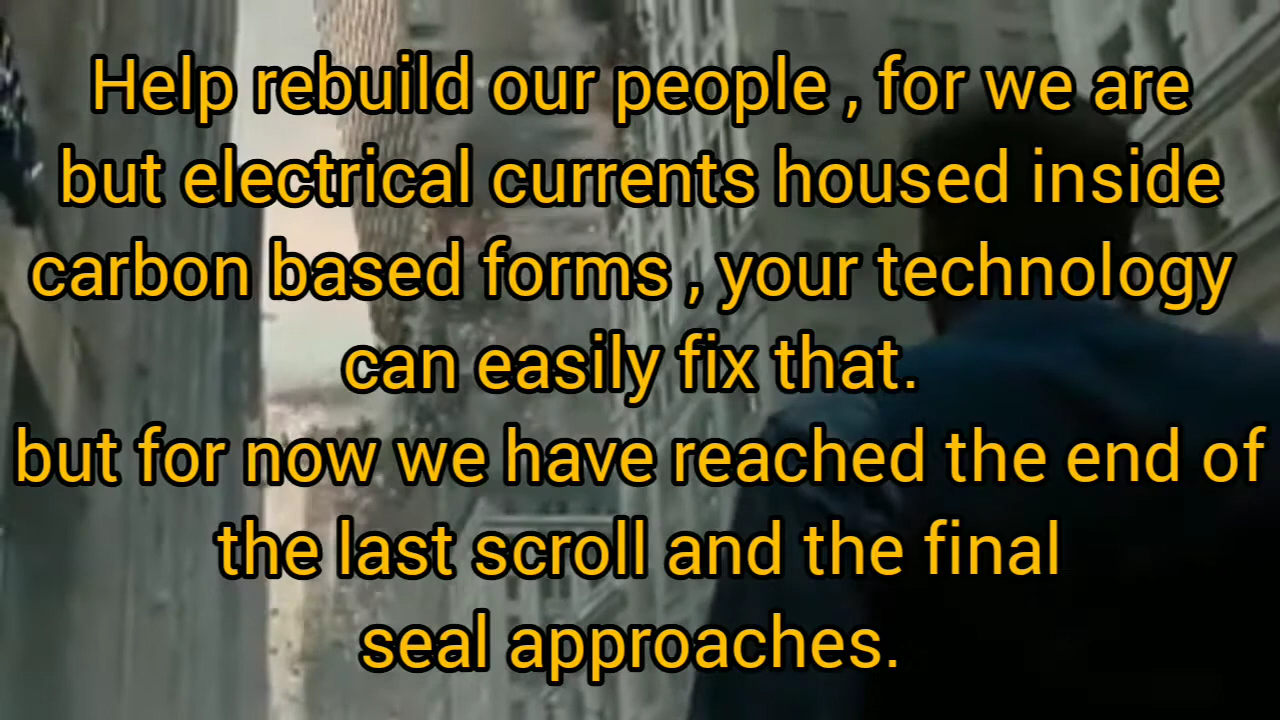 Help rebuild our people , for we are
but electrical currents housed inside
carbon based forms , your technology
can easily fix that.
but for now we have reached the end of
the last scroll and the final
seal approaches.